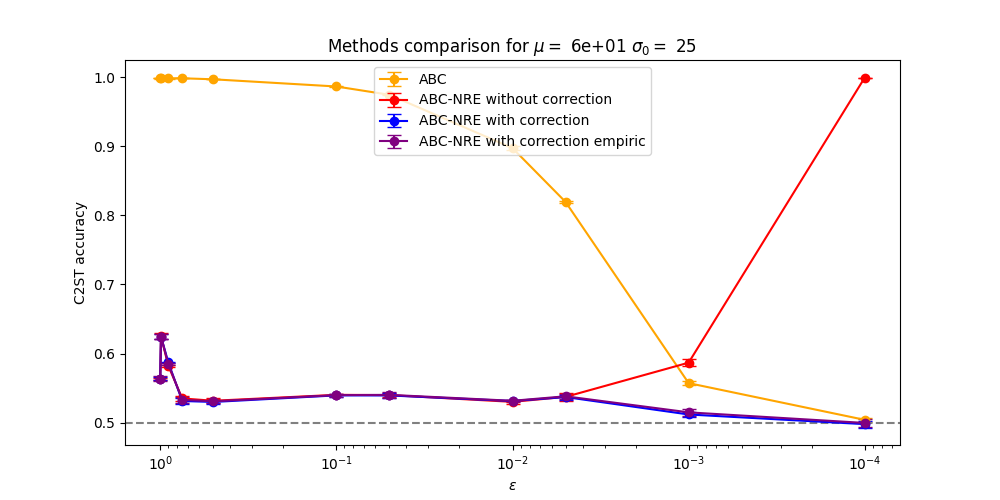 Methods comparison for μ = 6e+01 σ₀ = 25
ABC
ABC-NRE without correction
ABC-NRE with correction
ABC-NRE with correction empiric
C2ST accuracy
1.0
0.9
0.8
0.7
0.6
0.5
10⁰ 10⁻¹ 10⁻² 10⁻³ 10⁻⁴
ε